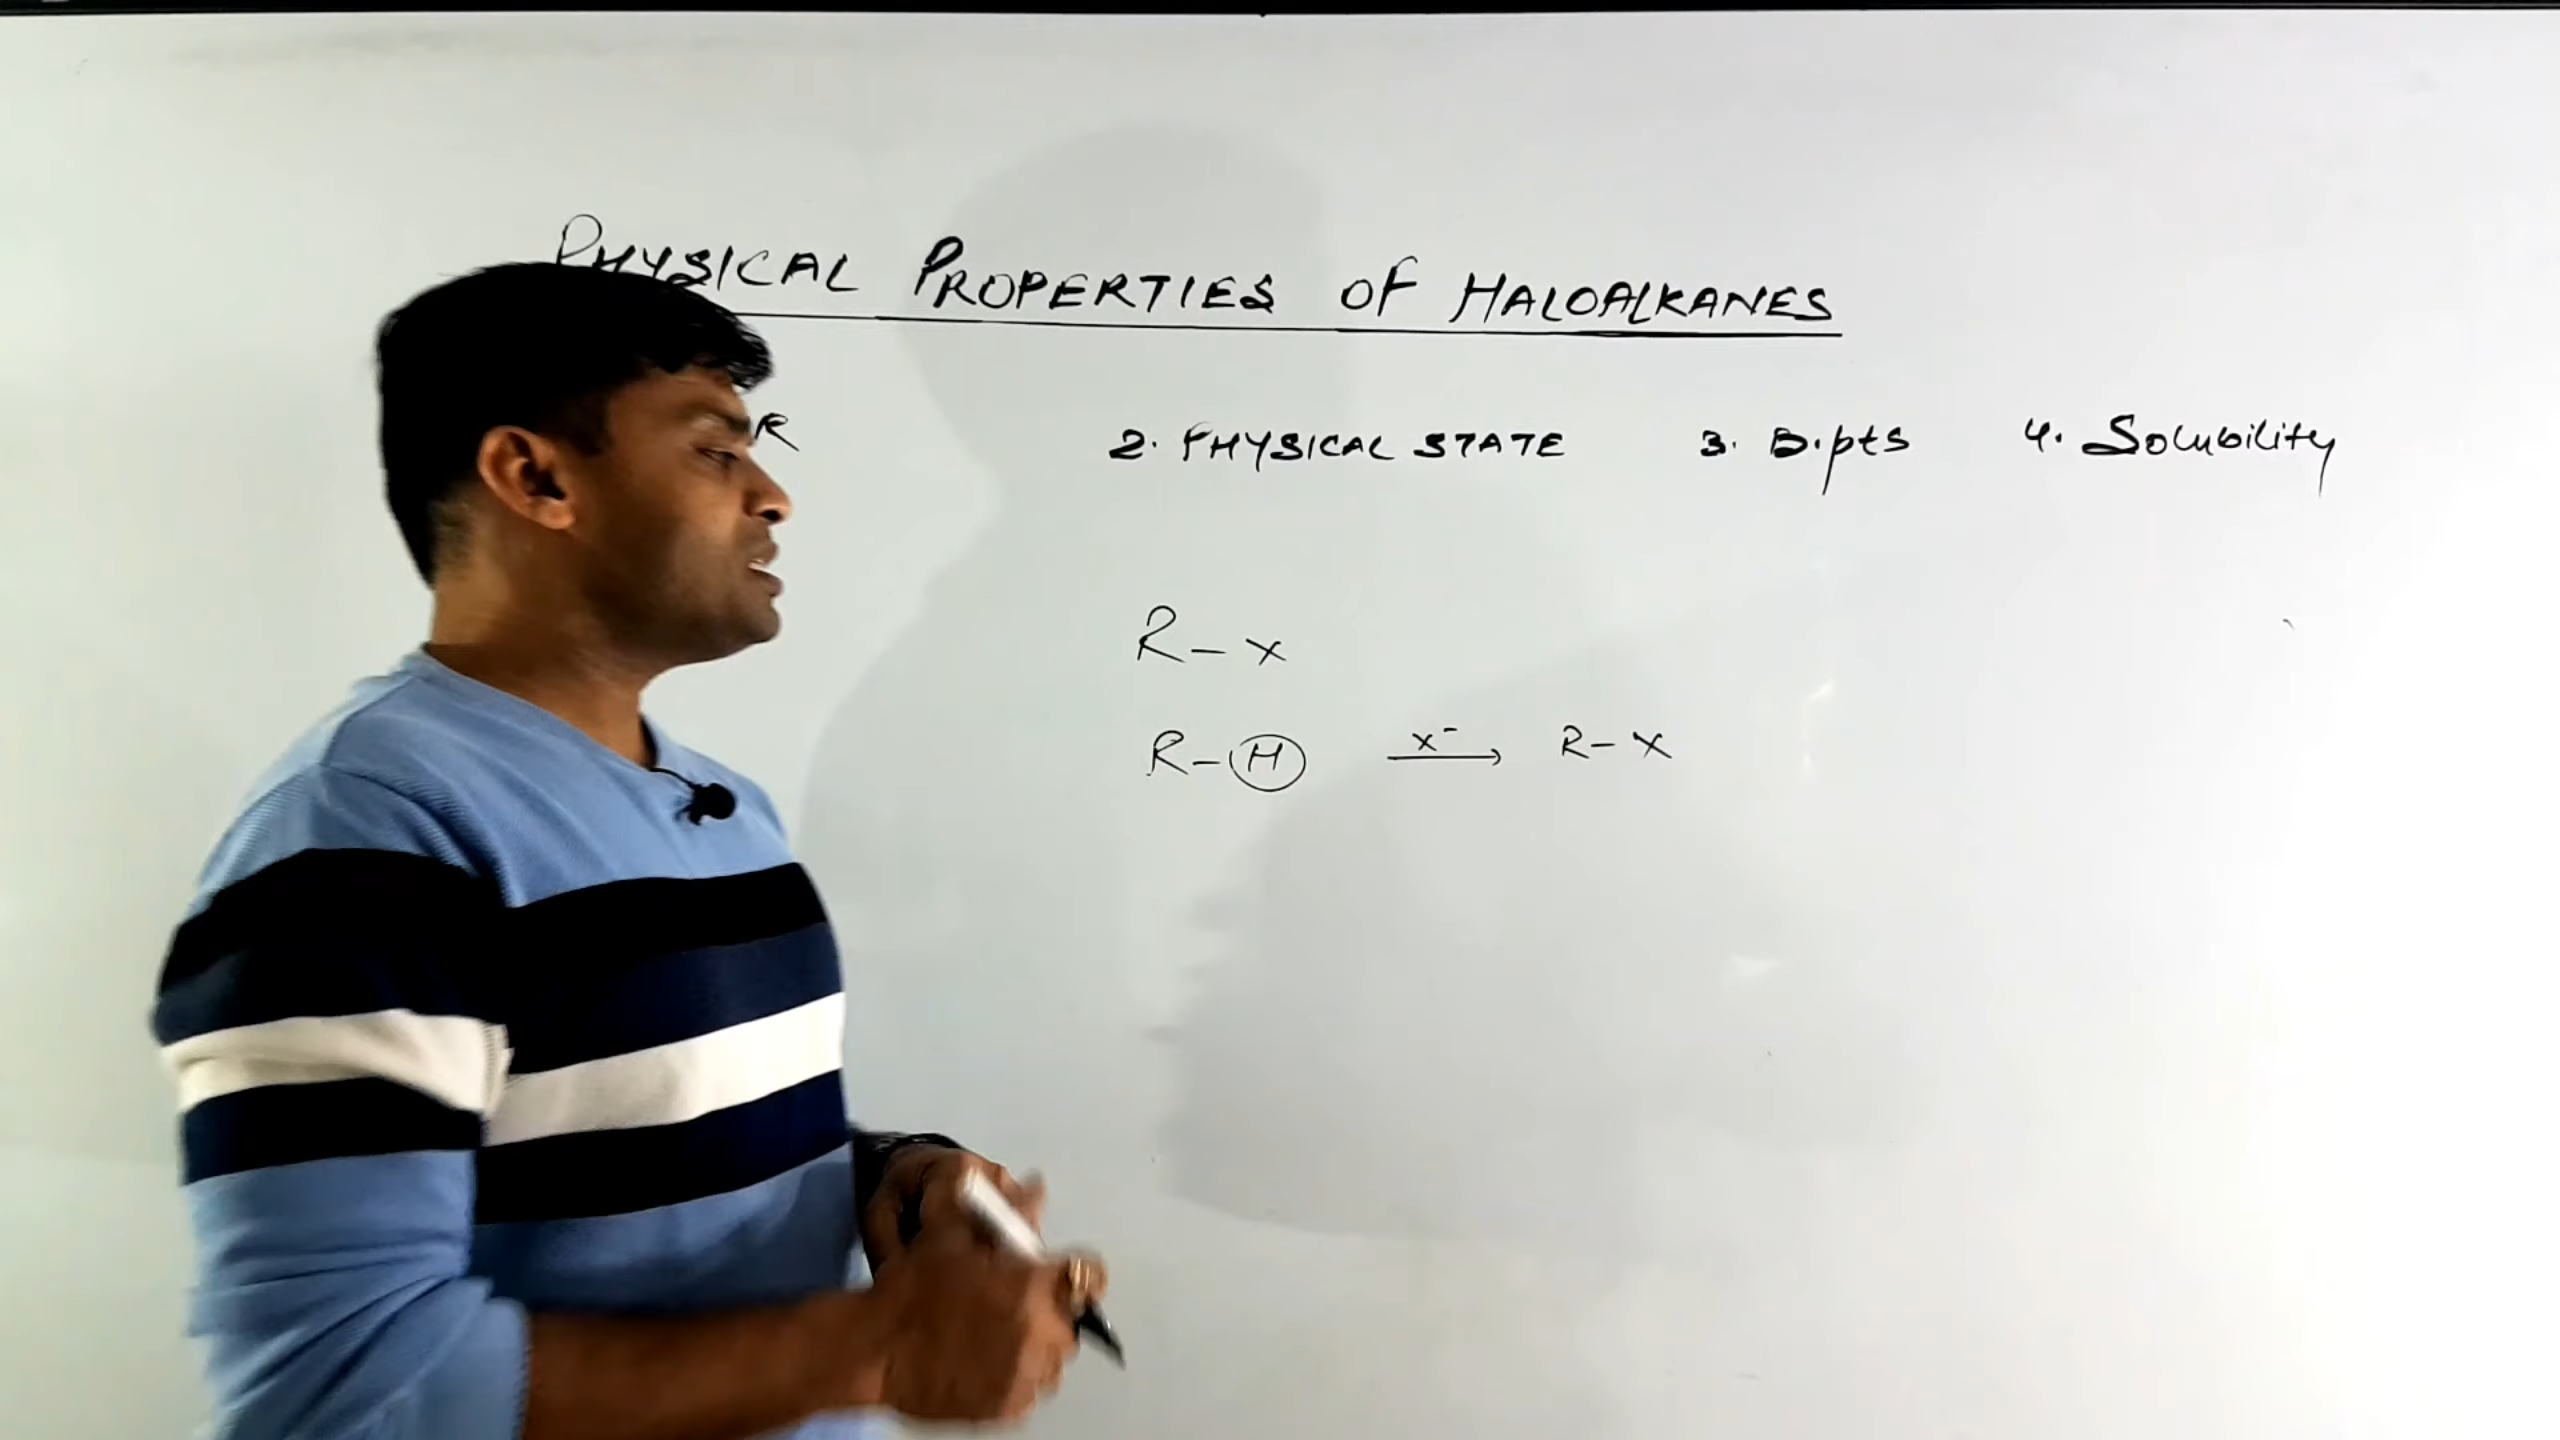 PHYSICAL PROPERTIES OF HALOALKANES
R 2. PHYSICAL STATE 3. B.pts 4. Solubility
R-X
R-H X⁻ → R-X